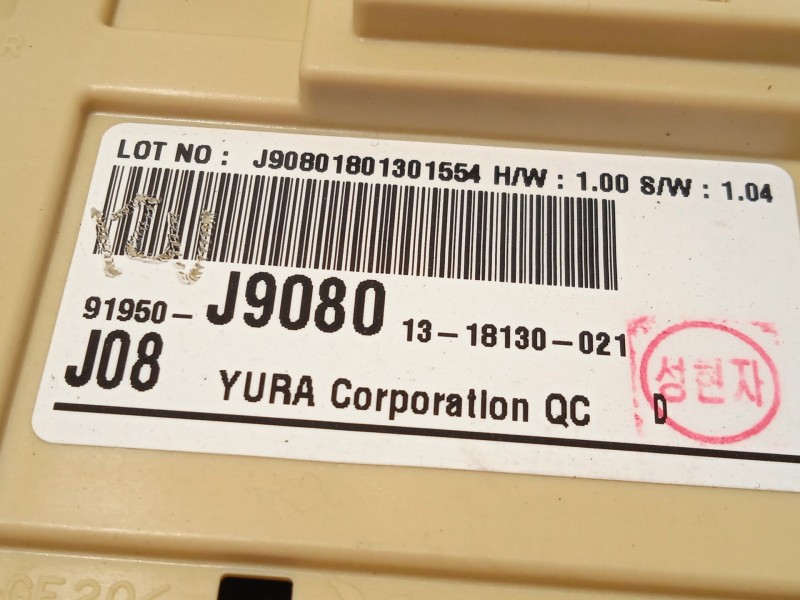 LOT NO : J90801801301554 H/W : 1.00 S/W : 1.04
91950- J9080 13-18130-021
J08 YURA Corporation QC D
성현자